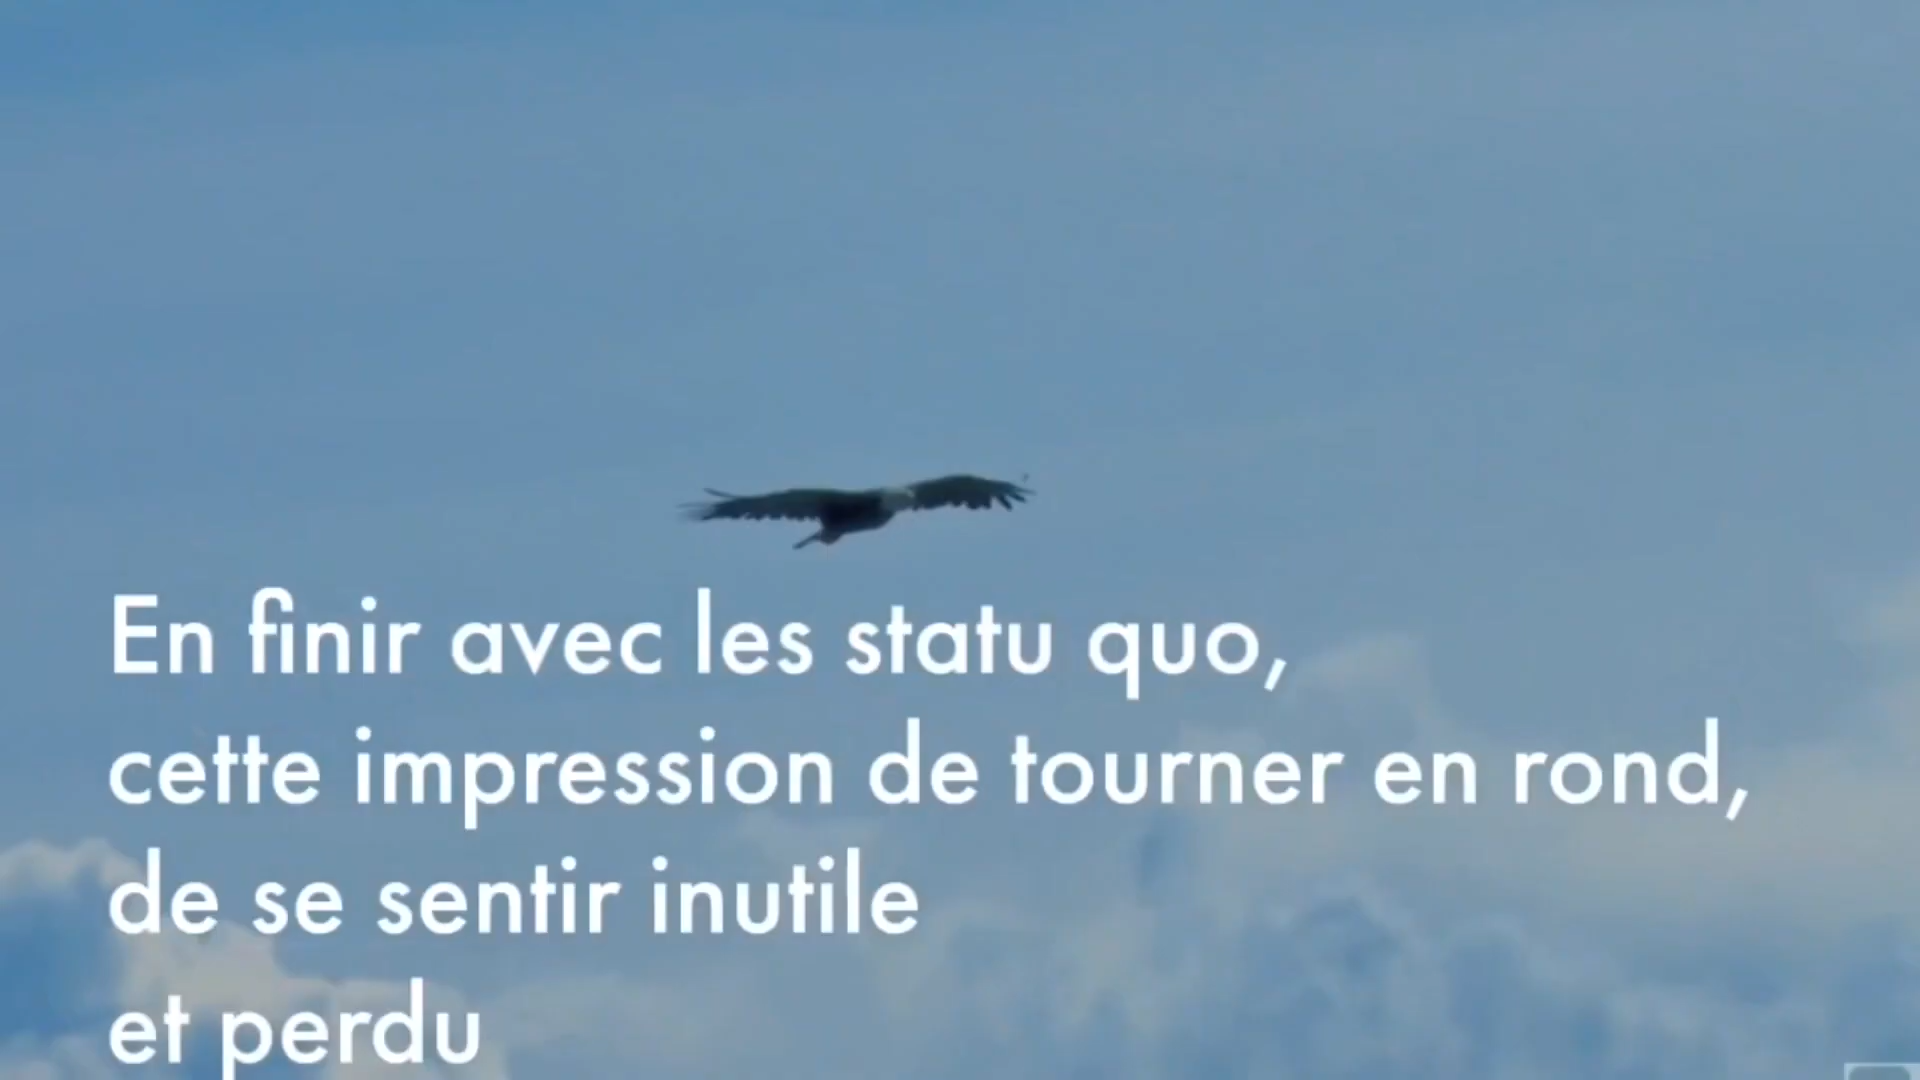 En finir avec les statu quo,
cette impression de tourner en rond,
de se sentir inutile
et perdu